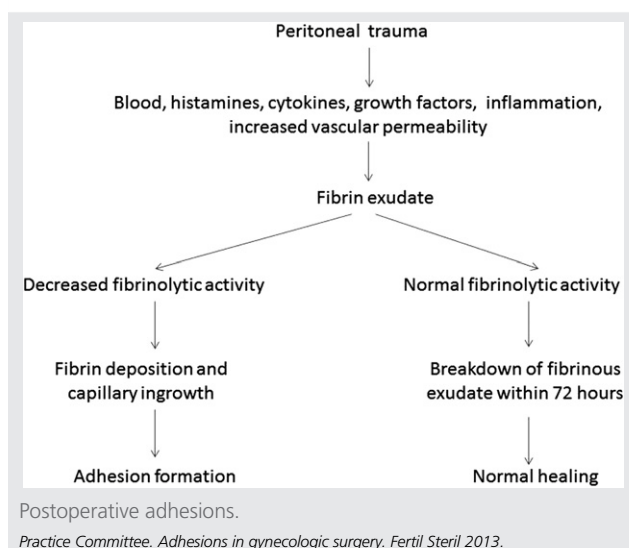 Peritoneal trauma
Blood, histamines, cytokines, growth factors, inflammation,
increased vascular permeability
Fibrin exudate
Decreased fibrinolytic activity
Normal fibrinolytic activity
Fibrin deposition and
capillary ingrowth
Breakdown of fibrinous
exudate within 72 hours
Adhesion formation
Normal healing
Postoperative adhesions.
Practice Committee. Adhesions in gynecologic surgery. Fertil Steril 2013.